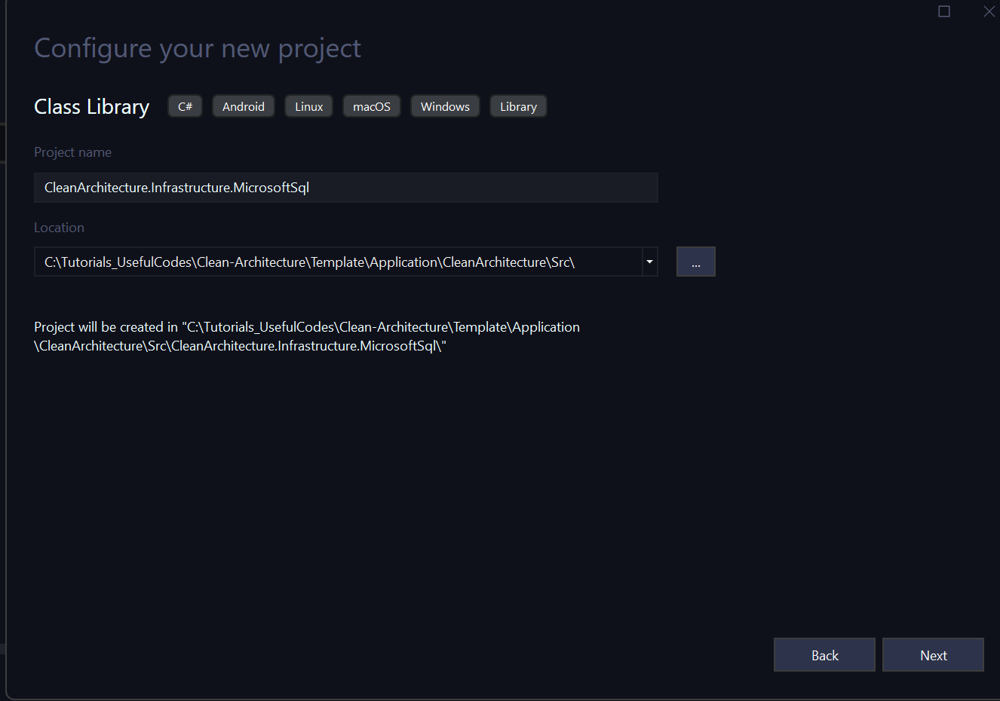 Configure your new project
Class Library C# Android Linux macOS Windows Library
Project name
CleanArchitecture.Infrastructure.MicrosoftSql
Location
C:\Tutorials_UsefulCodes\Clean-Architecture\Template\Application\CleanArchitecture\Src\
...
Project will be created in "C:\Tutorials_UsefulCodes\Clean-Architecture\Template\Application
\CleanArchitecture\Src\CleanArchitecture.Infrastructure.MicrosoftSql\"
Back Next